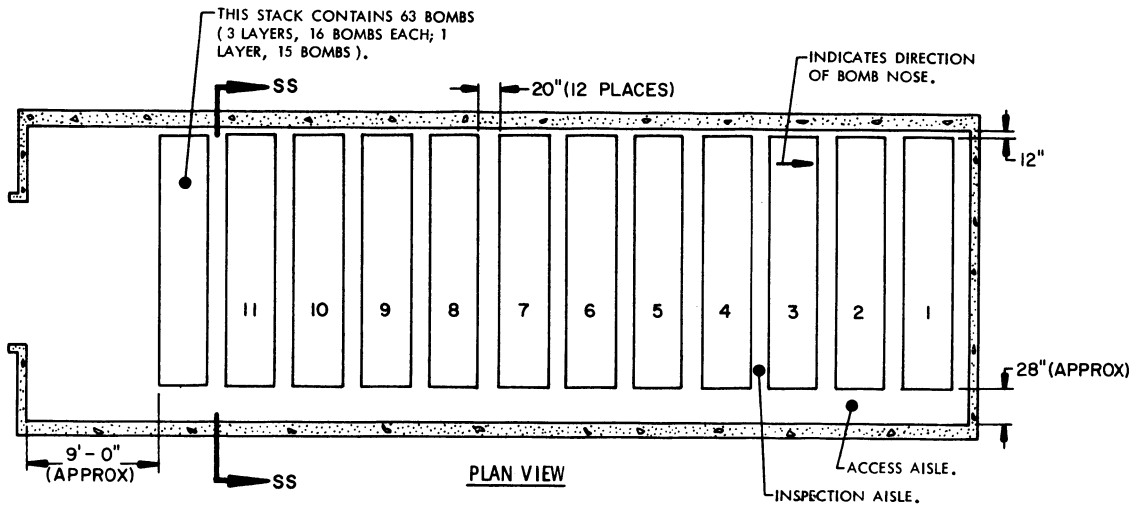 THIS STACK CONTAINS 63 BOMBS
(3 LAYERS, 16 BOMBS EACH; 1
LAYER, 15 BOMBS).
INDICATES DIRECTION
OF BOMB NOSE.
SS
20" (12 PLACES)
12"
11 10 9 8 7 6 5 4 3 2 1
28" (APPROX)
9'-0"
(APPROX)
SS
PLAN VIEW
ACCESS AISLE.
INSPECTION AISLE.